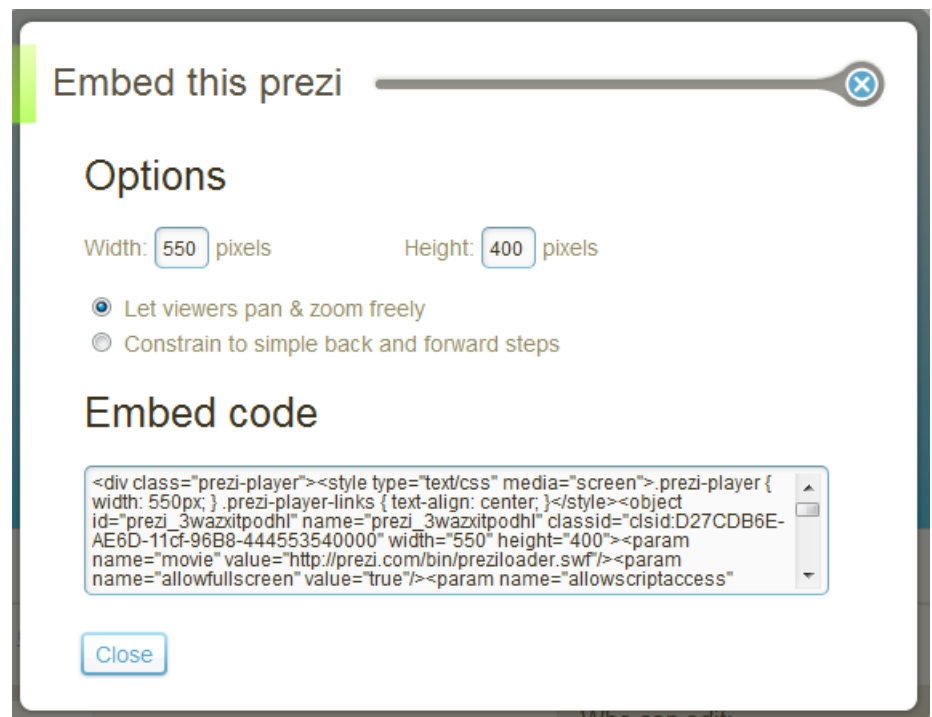 Embed this prezi
Options
Width: 550 pixels Height: 400 pixels
Let viewers pan & zoom freely
Constrain to simple back and forward steps
Embed code
<div class="prezi-player"><style type="text/css" media="screen">.prezi-player {
width: 550px; } .prezi-player-links { text-align: center; }</style><object
id="prezi_3wazxitpodhl" name="prezi_3wazxitpodhl" classid="clsid:D27CDB6E-
AE6D-11cf-96B8-444553540000" width="550" height="400"><param
name="movie" value="http://prezi.com/bin/preziloader.swf"/><param
name="allowfullscreen" value="true"/><param name="allowscriptaccess"
Close
Who can edit: